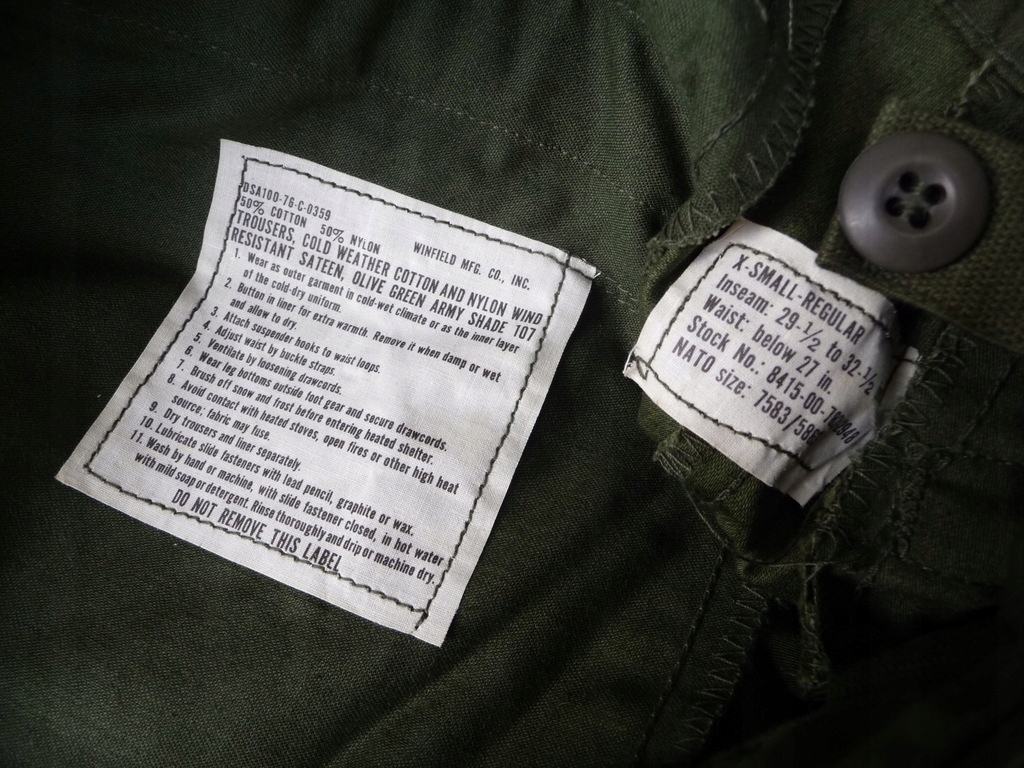 DSA100-76-C-0359
50% COTTON 50% NYLON WINFIELD MFG. CO., INC.
TROUSERS, COLD WEATHER COTTON AND NYLON WIND
RESISTANT SATEEN, OLIVE GREEN ARMY SHADE 107
1. Wear as outer garment in cold-wet climate or as the inner layer
of the cold-dry uniform.
2. Button in liner for extra warmth. Remove it when damp or wet
and allow to dry.
3. Attach suspender hooks to waist loops.
4. Adjust waist by buckle straps.
5. Ventilate by loosening drawcords.
6. Wear leg bottoms outside foot gear and secure drawcords.
7. Brush off snow and frost before entering heated shelter.
8. Avoid contact with heated stoves, open fires or other high heat
source; fabric may fuse.
9. Dry trousers and liner separately.
10. Lubricate slide fasteners with lead pencil, graphite or wax.
11. Wash by hand or machine, with slide fastener closed, in hot water
with mild soap or detergent. Rinse thoroughly and drip or machine dry.
DO NOT REMOVE THIS LABEL
X-SMALL-REGULAR
Inseam: 29-1/2 to 32-1/2
Waist: below 27 in.
Stock No.: 8415-00-
NATO size: 7583/